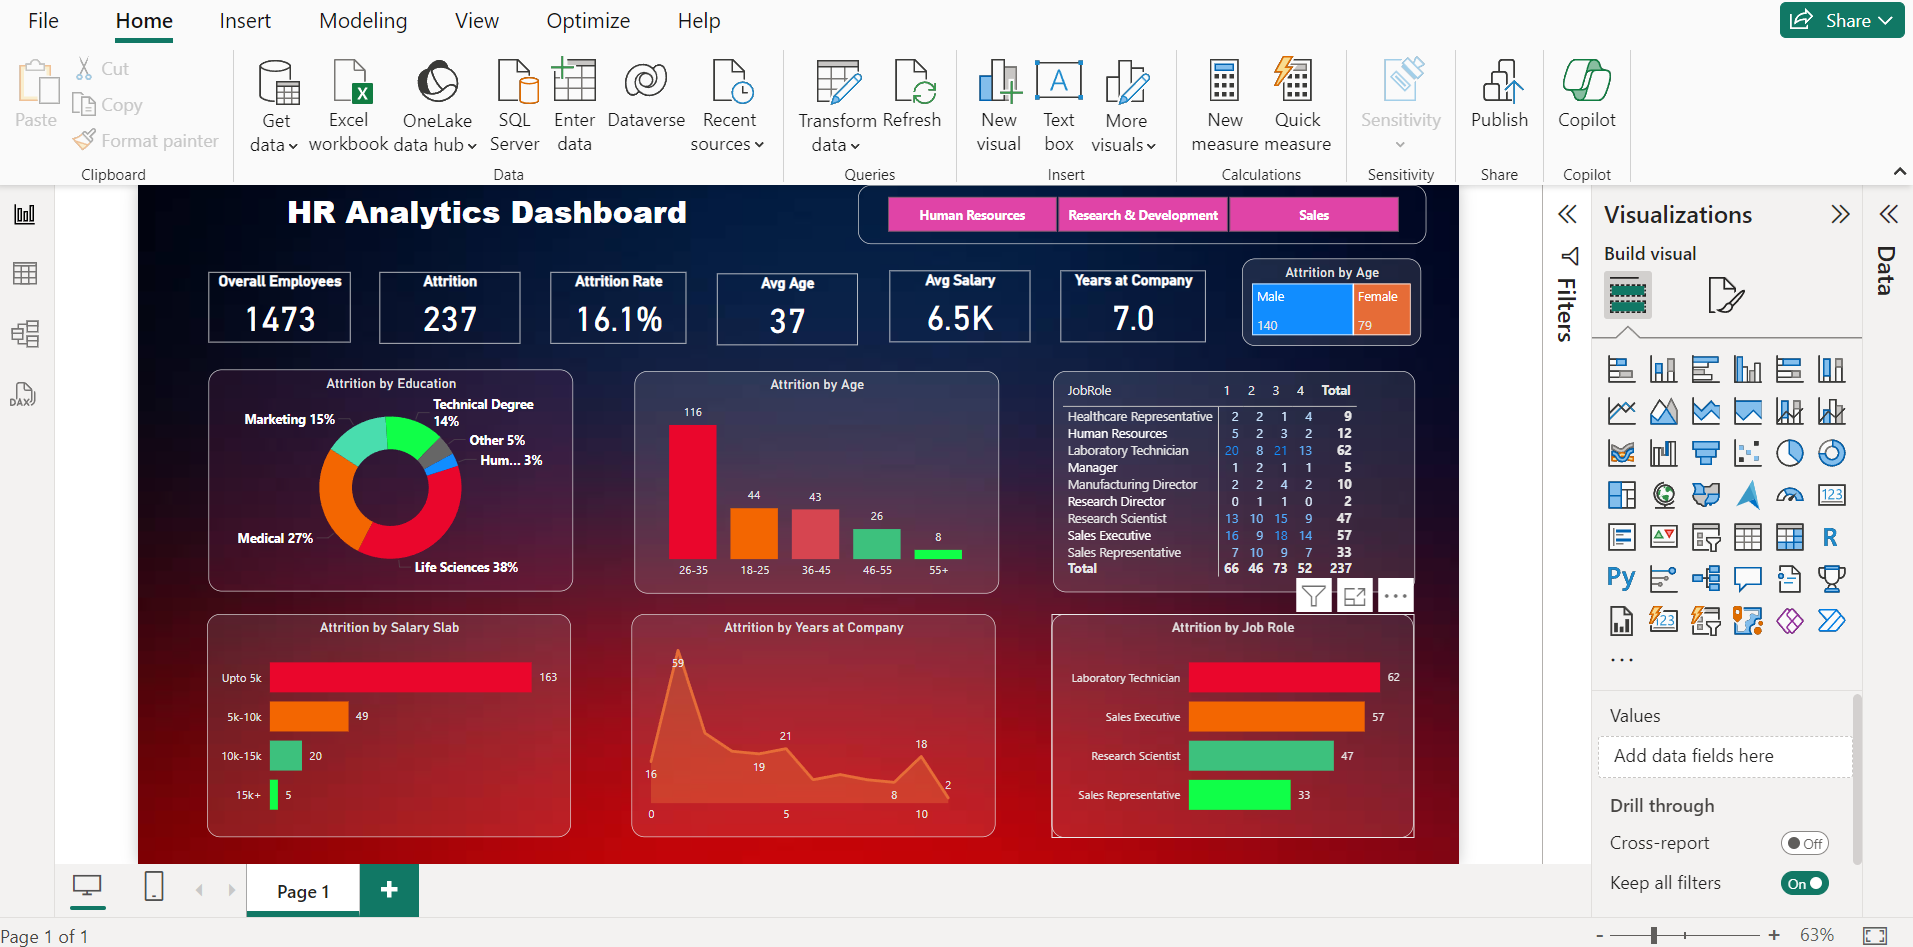 File Home Insert Modeling View Optimize Help Share
Paste
Cut
Copy
Format painter
Clipboard
Get data
Excel workbook
OneLake data hub
SQL Server
Enter data
Dataverse
Recent sources
Data
Transform data
Refresh
Queries
New visual
Text box
More visuals
Insert
New measure
Quick measure
Calculations
Sensitivity
Sensitivity
Publish
Share
Copilot
Copilot
HR Analytics Dashboard
Human Resources Research & Development Sales
Overall Employees
1473
Attrition
237
Attrition Rate
16.1%
Avg Age
37
Avg Salary
6.5K
Years at Company
7.0
Attrition by Age
Male Female
140 79
Attrition by Education
Technical Degree
14%
Marketing 15%
Other 5%
Hum... 3%
Medical 27%
Life Sciences 38%
Attrition by Age
116
44
43
26
8
26-35 18-25 36-45 46-55 55+
JobRole 1 2 3 4 Total
Healthcare Representative 2 2 1 4 9
Human Resources 5 2 3 2 12
Laboratory Technician 20 8 21 13 62
Manager 1 2 1 1 5
Manufacturing Director 2 2 4 2 10
Research Director 0 1 1 0 2
Research Scientist 13 10 15 9 47
Sales Executive 16 9 18 14 57
Sales Representative 7 10 9 7 33
Total 66 46 73 52 237
Attrition by Salary Slab
Upto 5k 163
5k-10k 49
10k-15k 20
15k+ 5
Attrition by Years at Company
59
21
18
16
19
8
2
0 5 10
Attrition by Job Role
Laboratory Technician 62
Sales Executive 57
Research Scientist 47
Sales Representative 33
Filters
Visualizations
Build visual
123
R
Py
123
...
Values
Add data fields here
Drill through
Cross-report Off
Keep all filters On
Data
DAX
Page 1 +
Page 1 of 1
- + 63%